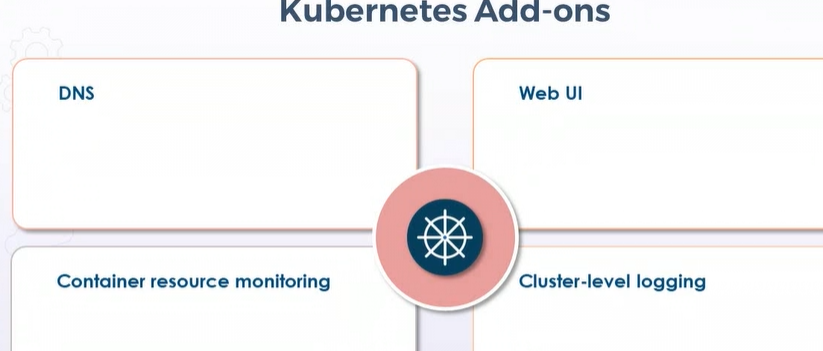 Kubernetes Add-ons
DNS
Web UI
Container resource monitoring
Cluster-level logging